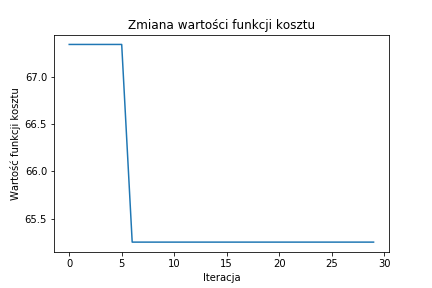 Zmiana wartości funkcji kosztu
67.0
66.5
66.0
65.5
Wartość funkcji kosztu
0 5 10 15 20 25 30
Iteracja